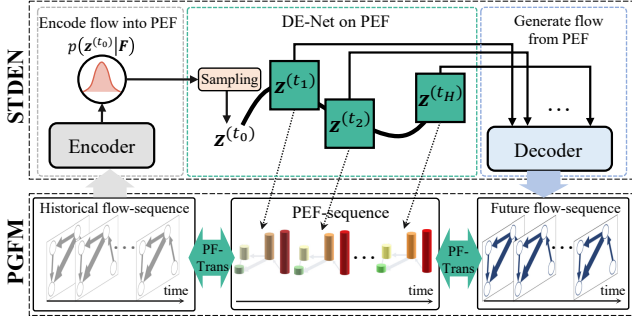 STDEN
Encode flow into PEF
p(z^(t₀)|F)
Encoder
DE-Net on PEF
Sampling
z^(t₀)
z^(t₁)
z^(t₂)
z^(t_H)
Generate flow
from PEF
...
Decoder
PGFM
Historical flow-sequence
...
time
PF-
Trans
PEF-sequence
...
time
PF-
Trans
Future flow-sequence
...
time